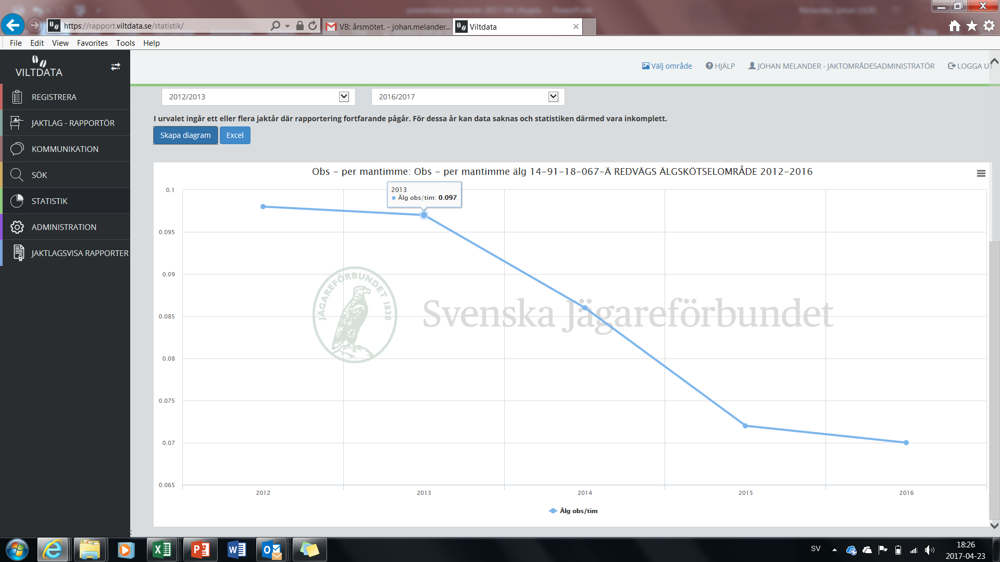 https://rapport.viltdata.se/statistik/
VB: årsmötet. - johan.melander...
Viltdata
File Edit View Favorites Tools Help
VILTDATA
Välj område
HJÄLP
JOHAN MELANDER - JAKTOMRÅDESADMINISTRATÖR
LOGGA UT
REGISTRERA
JAKTLAG - RAPPORTÖR
KOMMUNIKATION
SÖK
STATISTIK
ADMINISTRATION
JAKTLAGSVISA RAPPORTER
2012/2013
2016/2017
I urvalet ingår ett eller flera jaktår där rapportering fortfarande pågår. För dessa år kan data saknas och statistiken därmed vara inkomplett.
Skapa diagram
Excel
Obs - per mantimme: Obs - per mantimme älg 14-91-18-067-Ä REDVÄGS ÄLGSKÖTSELOMRÅDE 2012-2016
2013
Älg obs/tim: 0.097
0.1
0.095
0.09
0.085
0.08
0.075
0.07
0.065
JÄGAREFÖRBUNDET 1830
Svenska Jägareförbundet
2012 2013 2014 2015 2016
Älg obs/tim
SV
18:26
2017-04-23